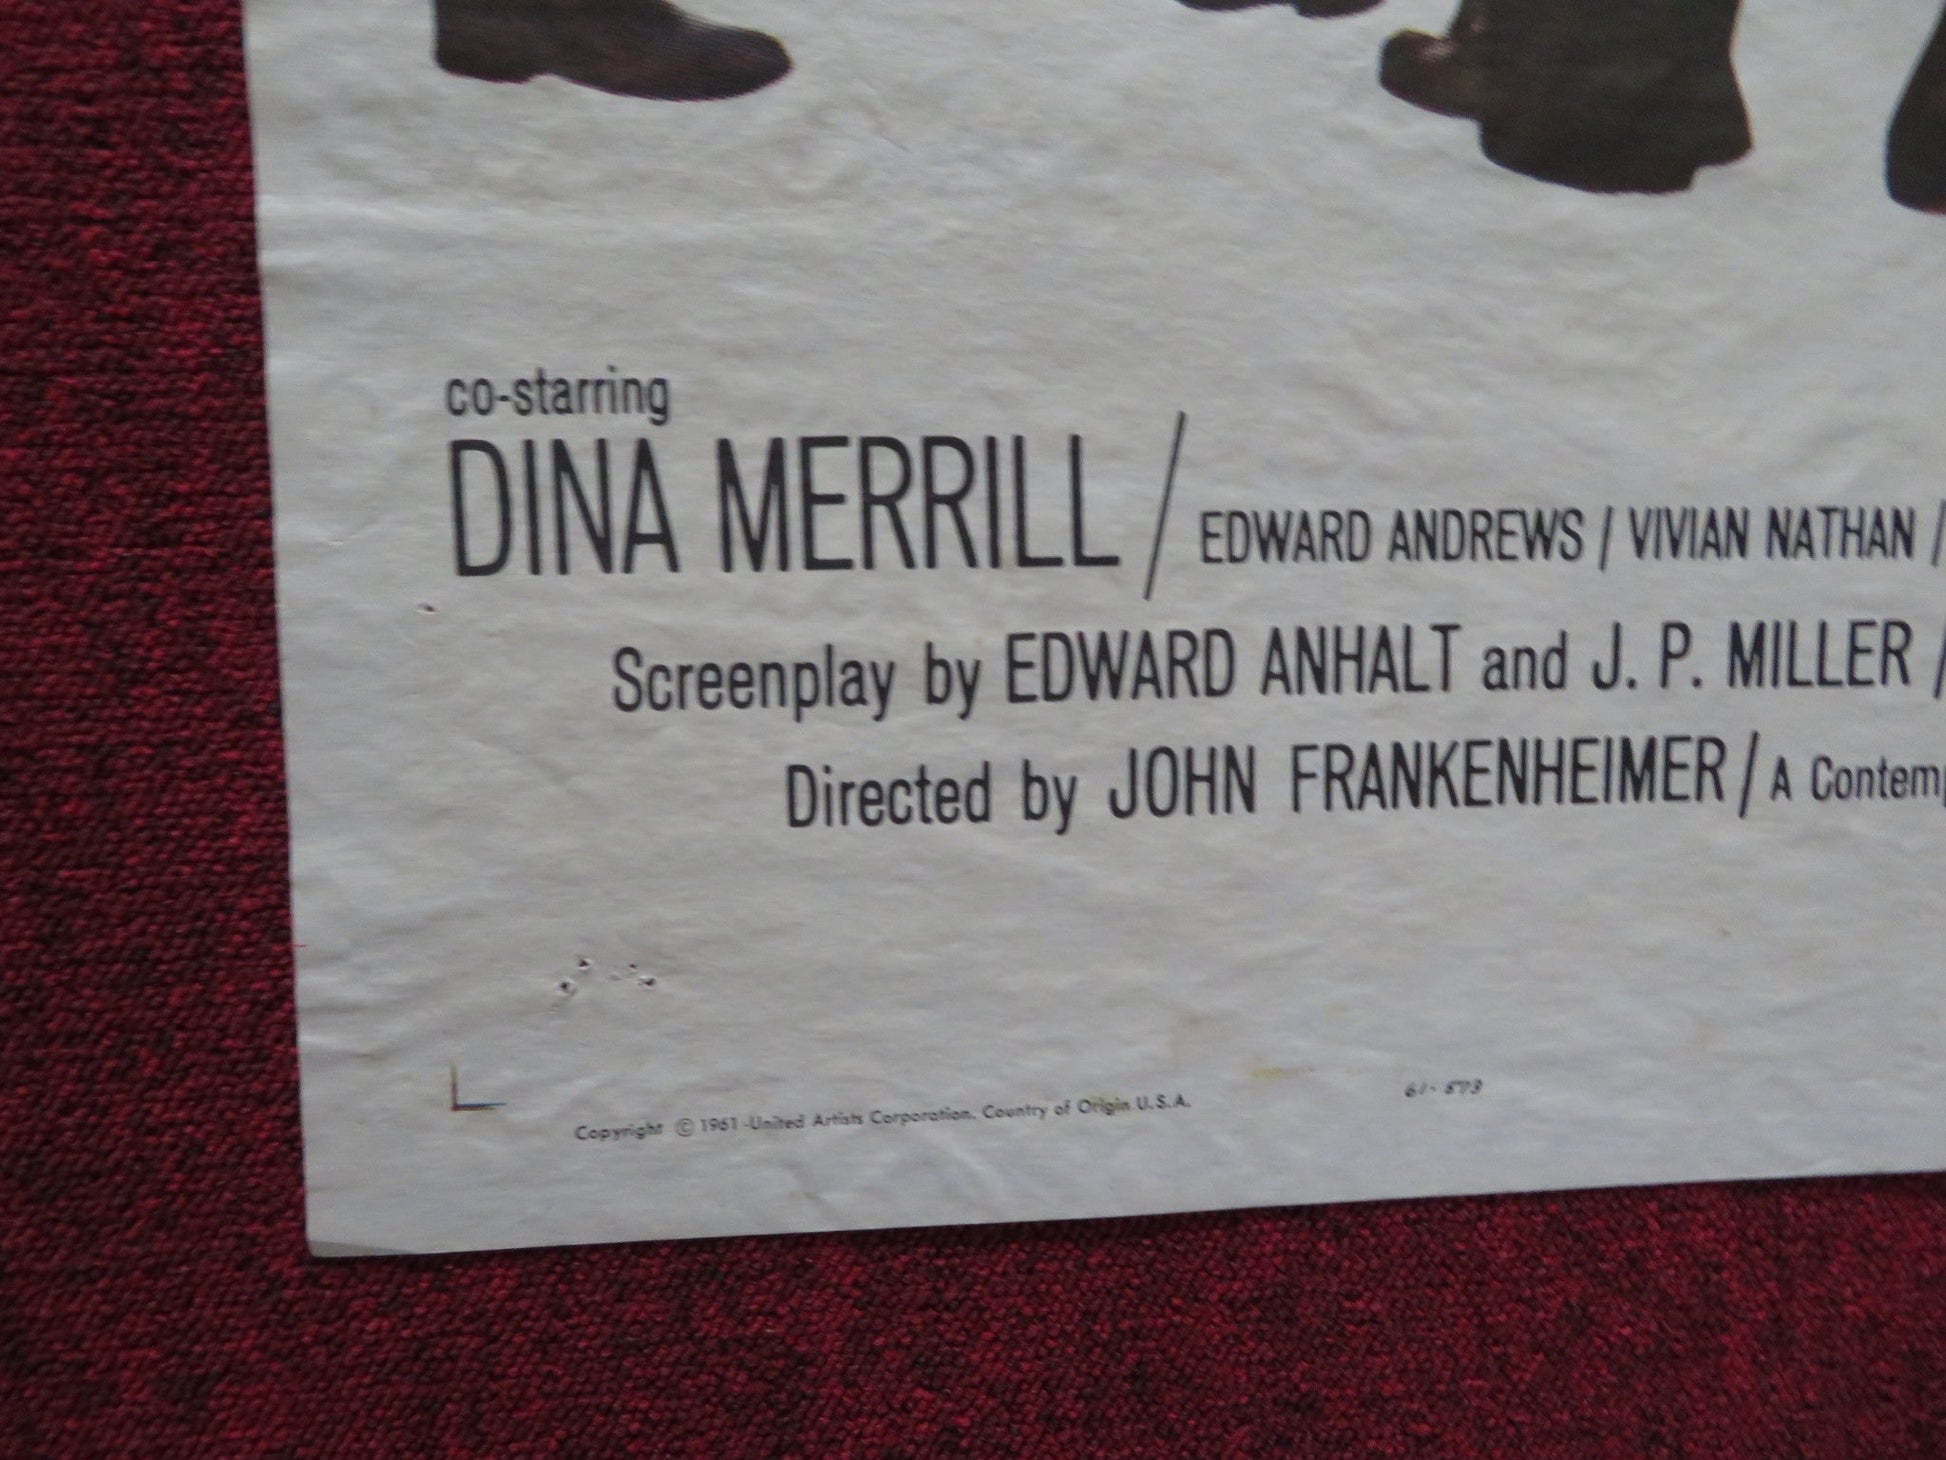 co-starring
DINA MERRILL / EDWARD ANDREWS / VIVIAN NATHAN /
Screenplay by EDWARD ANHALT and J. P. MILLER /
Directed by JOHN FRANKENHEIMER / A Contemp
Copyright © 1961 - United Artists Corporation. Country of Origin U.S.A.
61-573